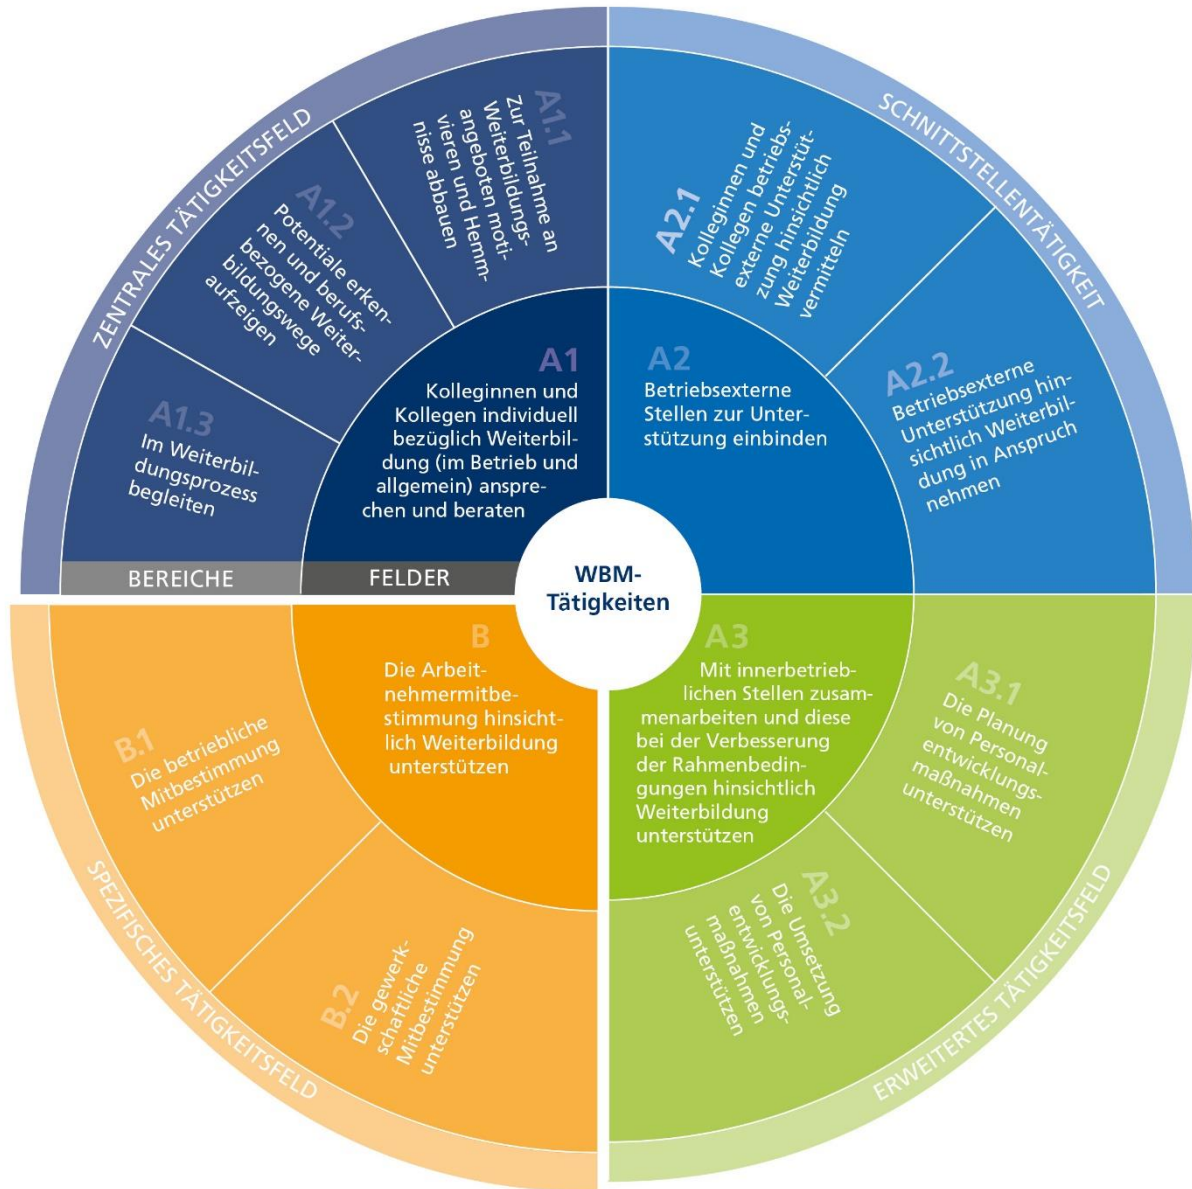 ZENTRALES TÄTIGKEITSFELD
A1.1
Zur Teilnahme an
Weiterbildungs-
angeboten moti-
vieren und Hemm-
nisse abbauen
A1.2
Potentiale erken-
nen und berufs-
bezogene Weiter-
bildungswege
aufzeigen
A1.3
Im Weiterbil-
dungsprozess
begleiten
A1
Kolleginnen und
Kollegen individuell
bezüglich Weiterbil-
dung (im Betrieb und
allgemein) anspre-
chen und beraten
BEREICHE
FELDER
SCHNITTSTELLENTÄTIGKEIT
A2.1
Kolleginnen und
Kollegen betriebs-
externe Unterstüt-
zung hinsichtlich
Weiterbildung
vermitteln
A2.2
Betriebsexterne
Unterstützung hin-
sichtlich Weiterbil-
dung in Anspruch
nehmen
A2
Betriebsexterne
Stellen zur Unter-
stützung einbinden
WBM-
Tätigkeiten
A3
Mit innerbetrieb-
lichen Stellen zusam-
menarbeiten und diese
bei der Verbesserung
der Rahmenbedin-
gungen hinsichtlich
Weiterbildung
unterstützen
A3.1
Die Planung
von Personal-
entwicklungs-
maßnahmen
unterstützen
A3.2
Die Umsetzung
von Personal-
entwicklungs-
maßnahmen
unterstützen
ERWEITERTES TÄTIGKEITSFELD
B
Die Arbeit-
nehmermitbe-
stimmung hinsicht-
lich Weiterbildung
unterstützen
B.1
Die betriebliche
Mitbestimmung
unterstützen
B.2
Die gewerk-
schaftliche
Mitbestimmung
unterstützen
SPEZIFISCHES TÄTIGKEITSFELD